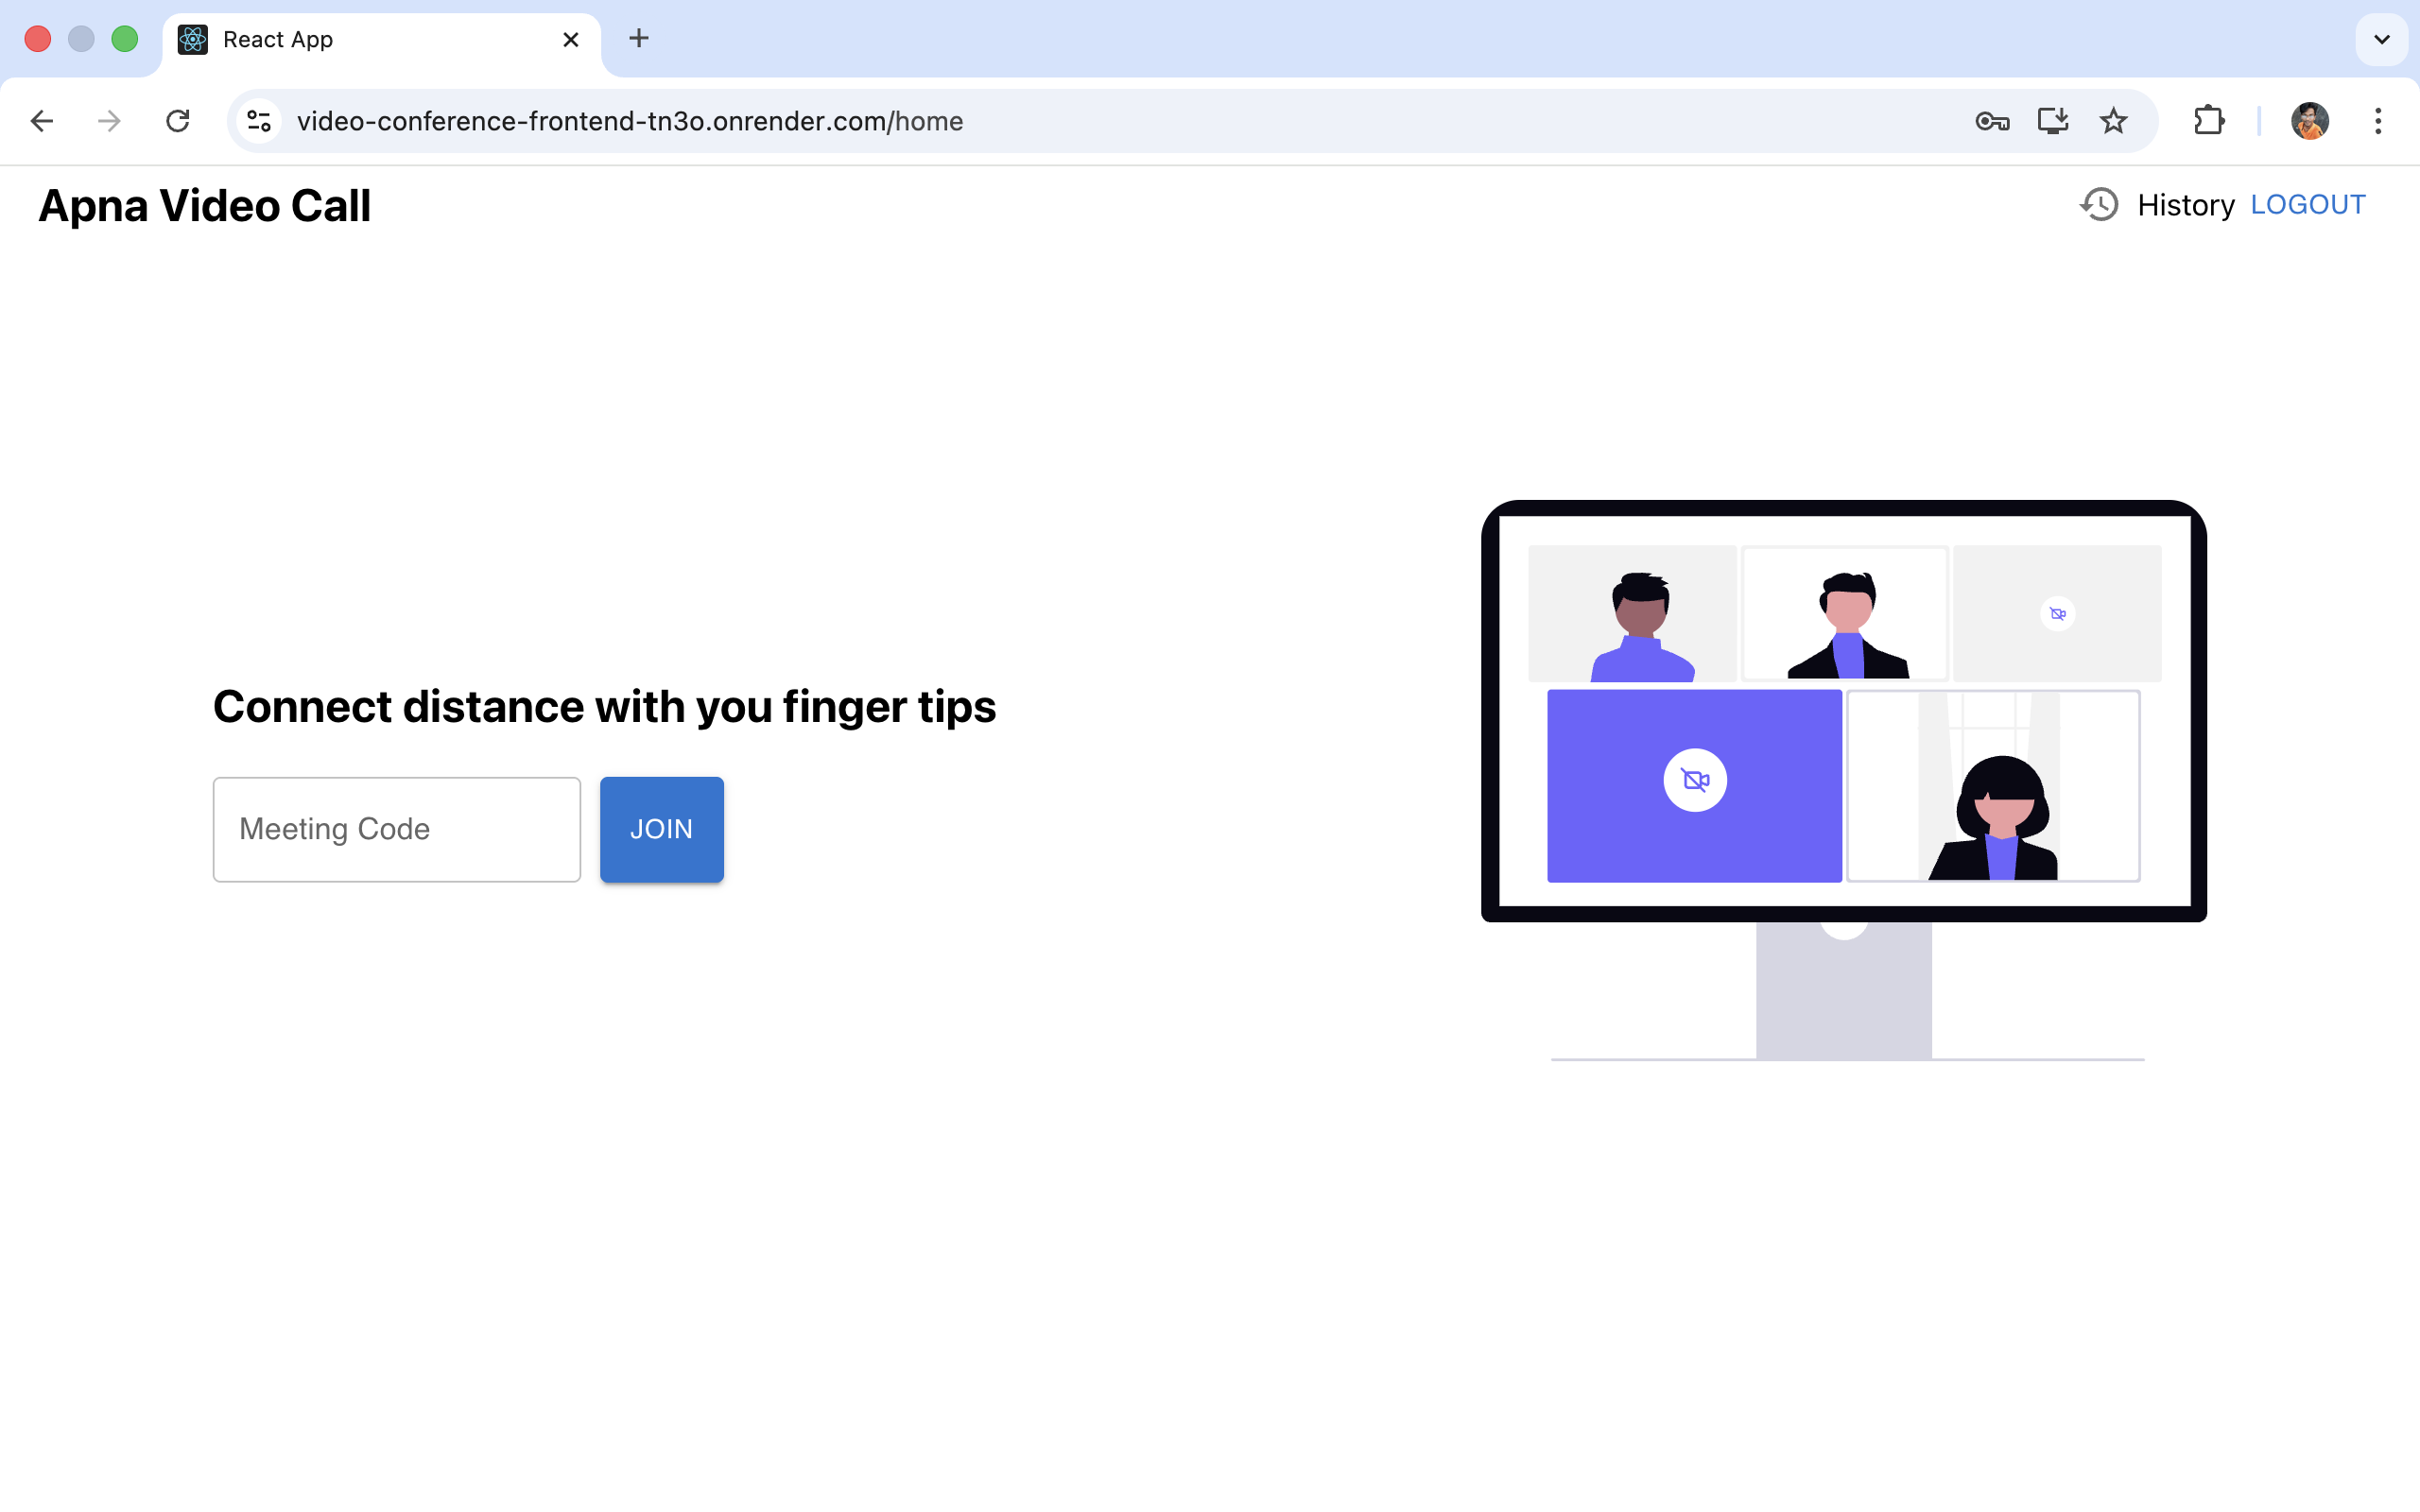 React App
video-conference-frontend-tn3o.onrender.com/home
Apna Video Call
History LOGOUT
Connect distance with you finger tips
Meeting Code
JOIN